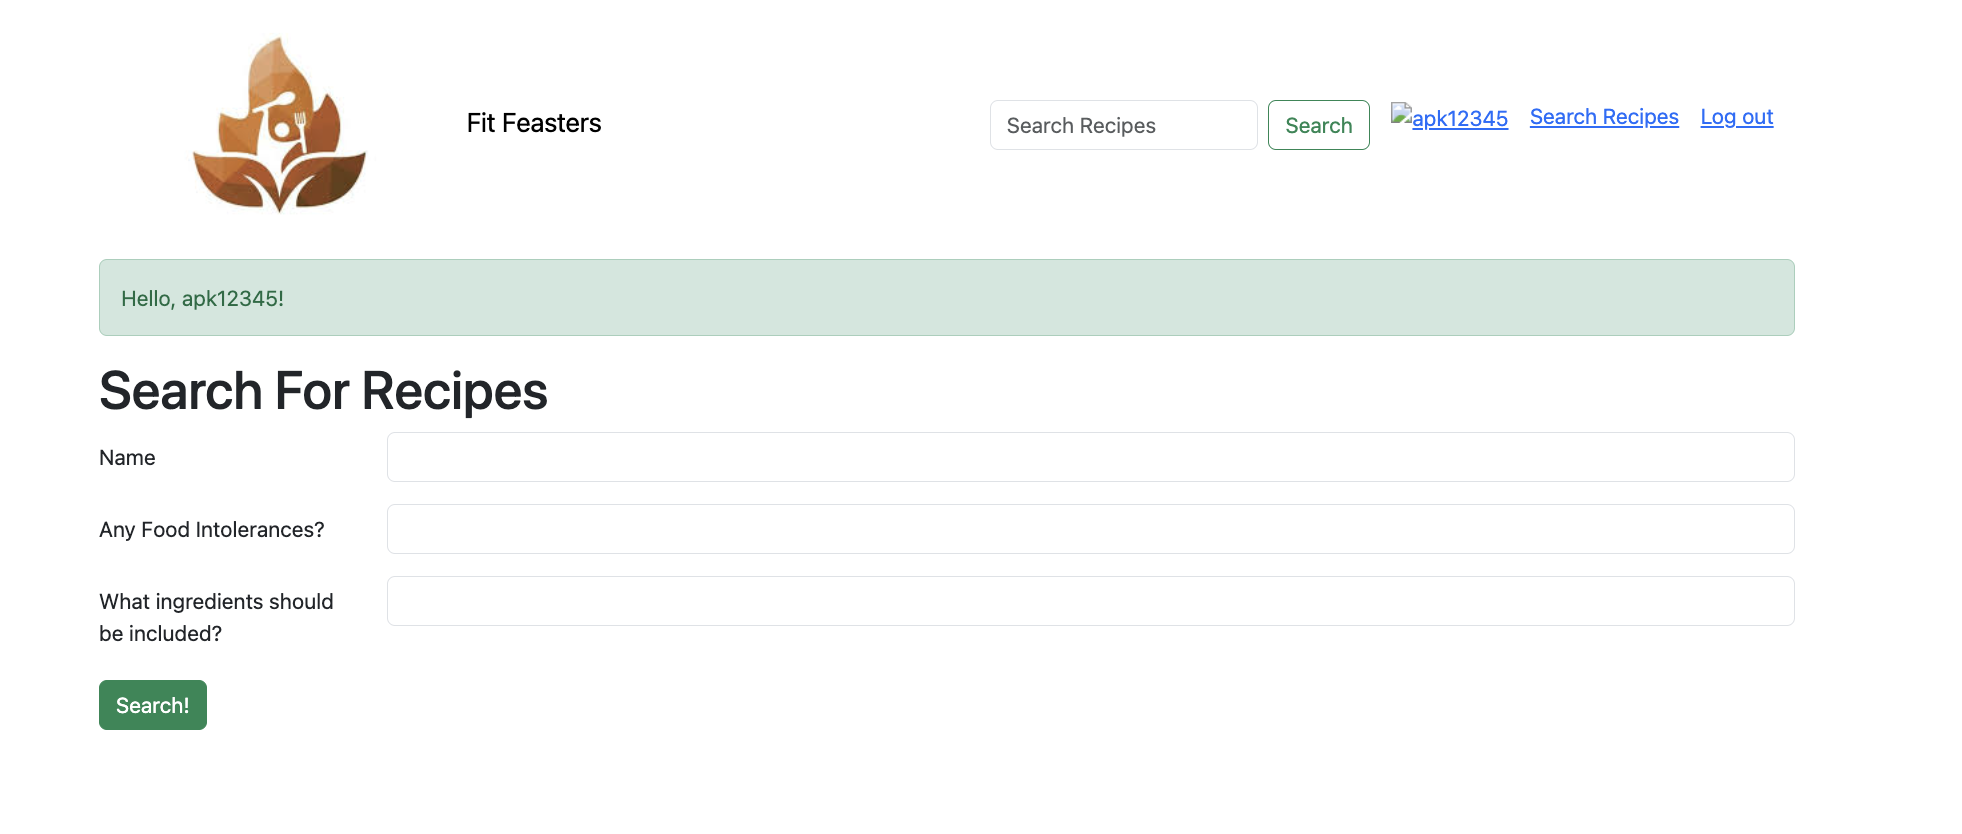 Fit Feasters
Search Recipes
Search
apk12345
Search Recipes
Log out
Hello, apk12345!
Search For Recipes
Name
Any Food Intolerances?
What ingredients should
be included?
Search!